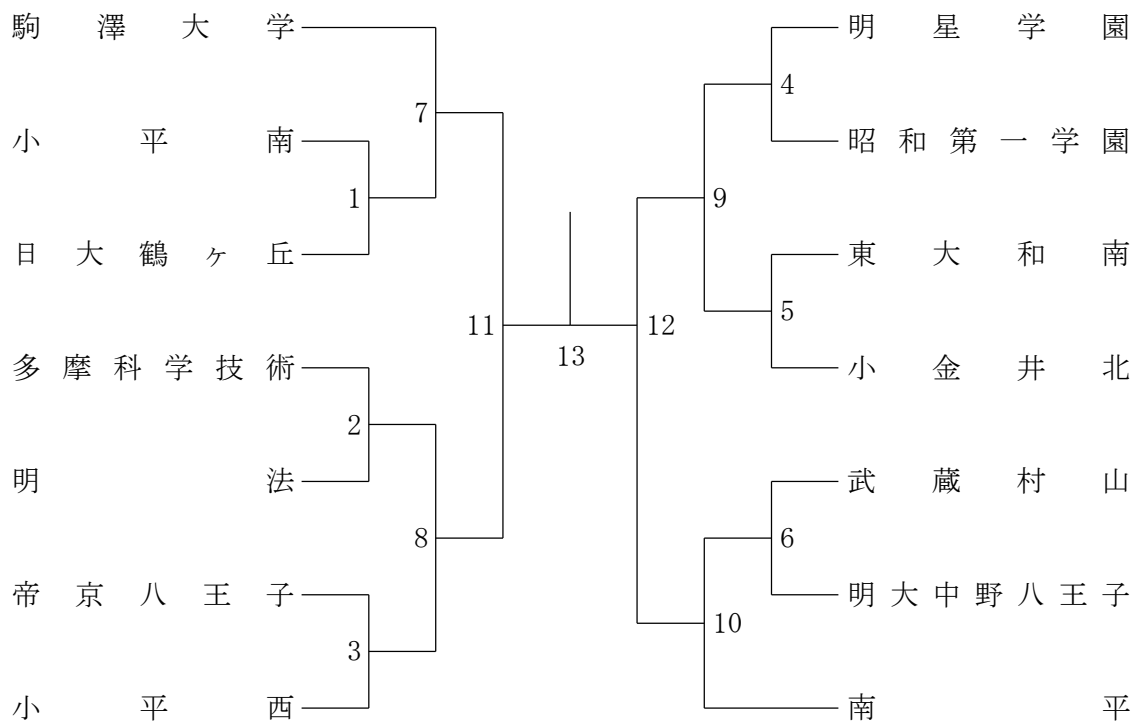 駒澤大学
小平南
日大鶴ヶ丘
多摩科学技術
明法
帝京八王子
小平西
7
1
2
8
3
11
13
12
9
4
5
6
10
明星学園
昭和第一学園
東大和南
小金井北
武蔵村山
明大中野八王子
南平